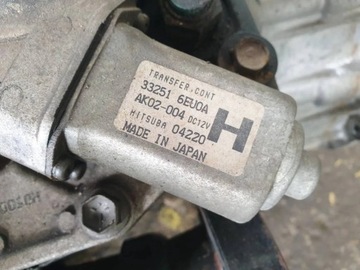 TRANSFER.CONT
33251 6EU0A
AK02-004 DC12V
MITSUBA 04220
MADE IN JAPAN
H